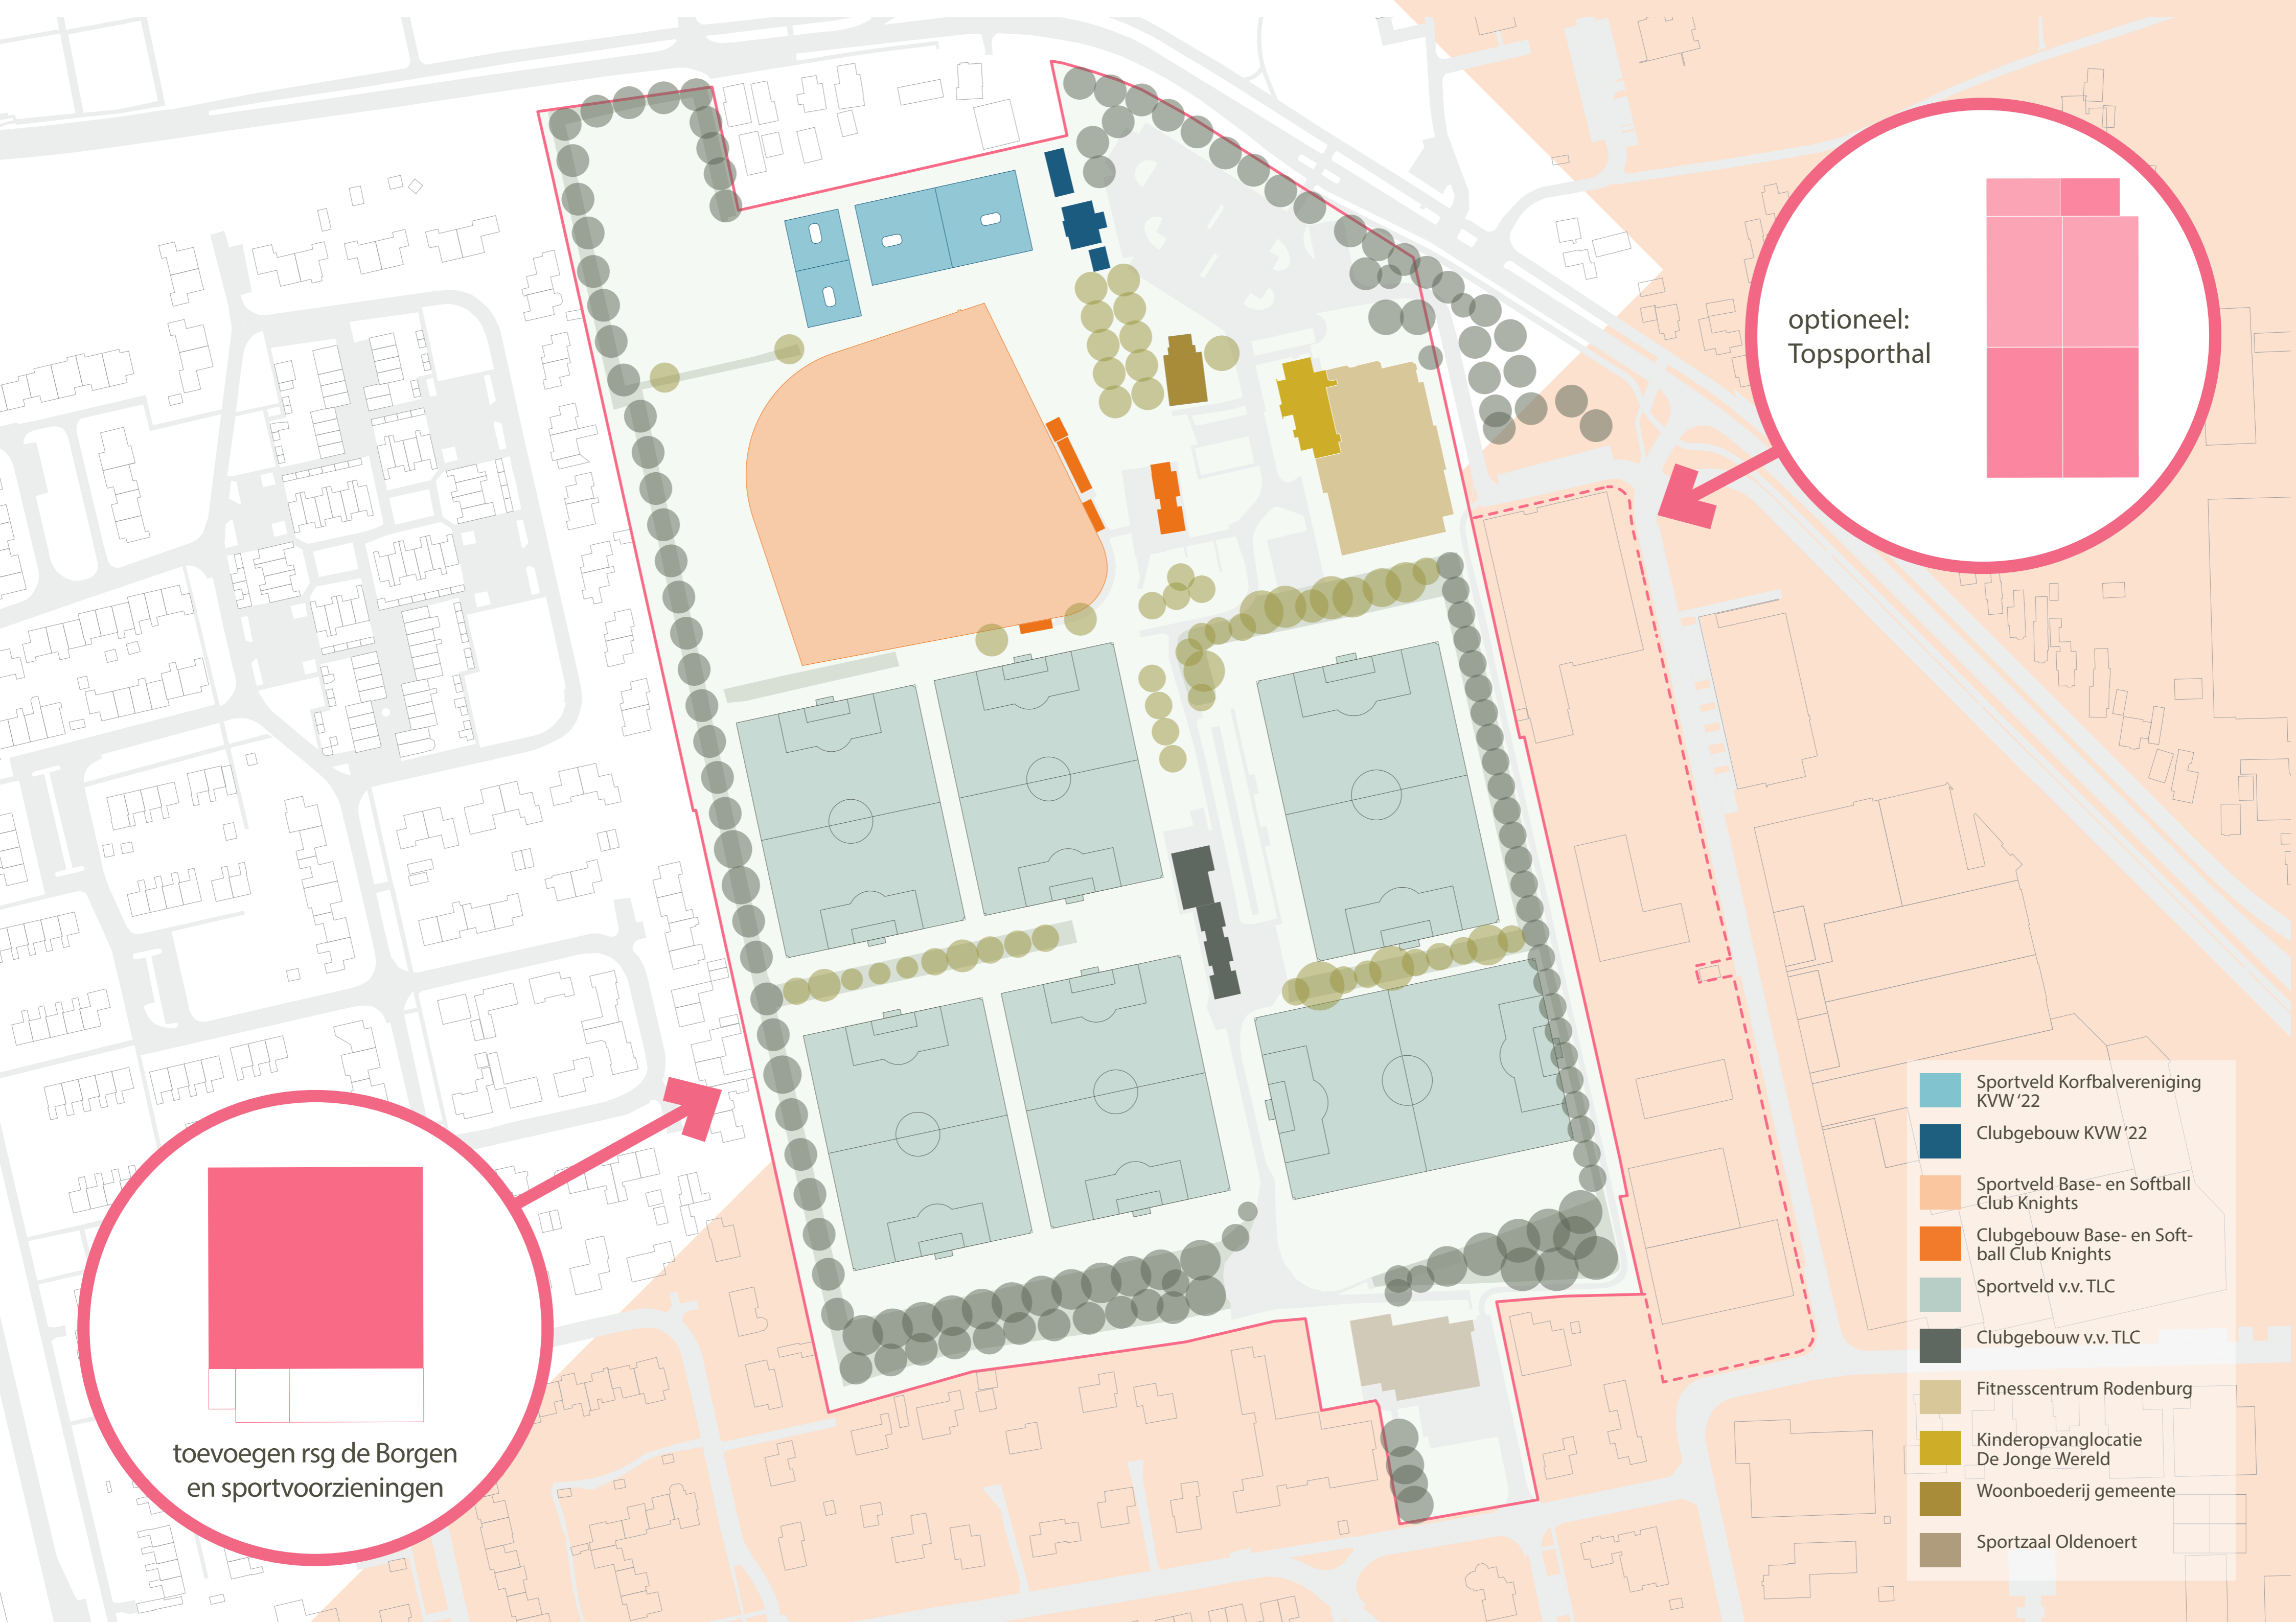 optioneel:
Topsporthal
toevoegen rsg de Borgen
en sportvoorzieningen
Sportveld Korfbalvereniging
KVW ‘22
Clubgebouw KVW ‘22
Sportveld Base- en Softball
Club Knights
Clubgebouw Base- en Soft-
ball Club Knights
Sportveld v.v. TLC
Clubgebouw v.v. TLC
Fitnesscentrum Rodenburg
Kinderopvanglocatie
De Jonge Wereld
Woonboederij gemeente
Sportzaal Oldenoert